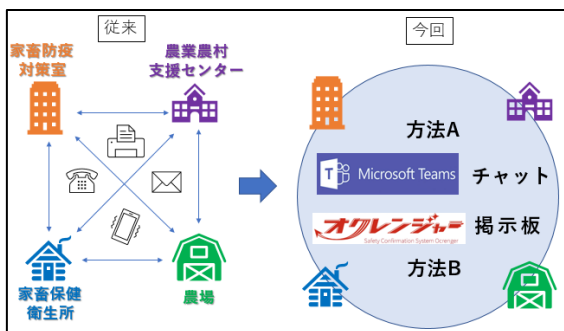 従来
家畜防疫
対策室
農業農村
支援センター
家畜保健
衛生所
農場
今回
方法A
Microsoft Teams
チャット
オクレンジャー
Safety Confirmation System Ocrenger
掲示板
方法B